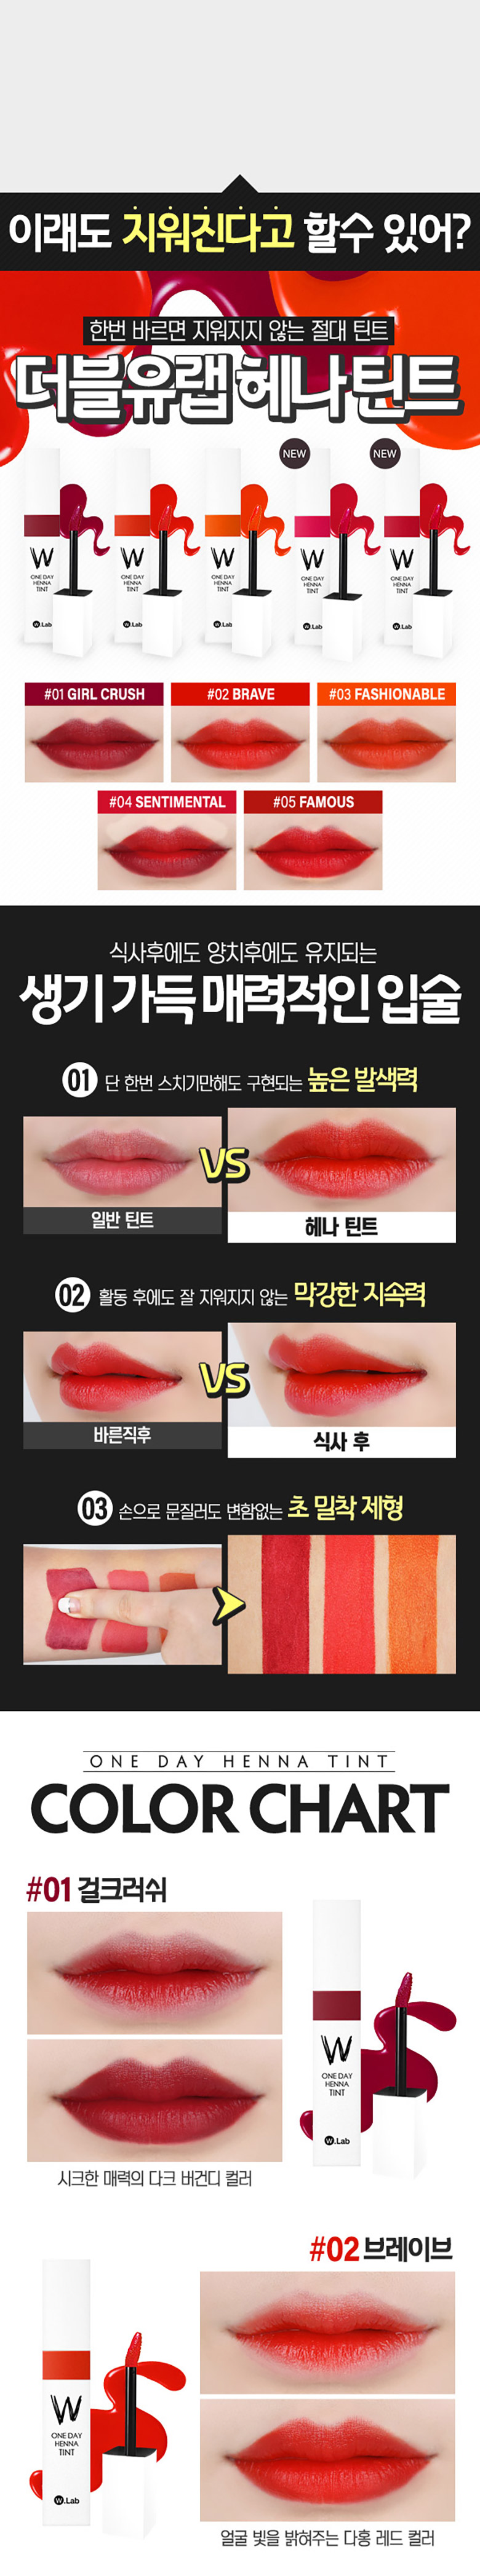 이래도 지워진다고 할수 있어?
한번 바르면 지워지지 않는 절대 틴트
더블유랩 헤나 틴트
NEW
NEW
W
ONE DAY
HENNA
TINT
W.Lab
W
ONE DAY
HENNA
TINT
W.Lab
W
ONE DAY
HENNA
TINT
W.Lab
W
ONE DAY
HENNA
TINT
W.Lab
W
ONE DAY
HENNA
TINT
W.Lab
#01 GIRL CRUSH
#02 BRAVE
#03 FASHIONABLE
#04 SENTIMENTAL
#05 FAMOUS
식사후에도 양치후에도 유지되는
생기 가득 매력적인 입술
01 단 한번 스치기만해도 구현되는 높은 발색력
VS
일반 틴트
헤나 틴트
02 활동 후에도 잘 지워지지 않는 막강한 지속력
VS
바른직후
식사 후
03 손으로 문질러도 변함없는 초 밀착 제형
ONE DAY HENNA TINT
COLOR CHART
#01 걸크러쉬
W
ONE DAY
HENNA
TINT
W.Lab
시크한 매력의 다크 버건디 컬러
#02 브레이브
W
ONE DAY
HENNA
TINT
W.Lab
얼굴 빛을 밝혀주는 다홍 레드 컬러